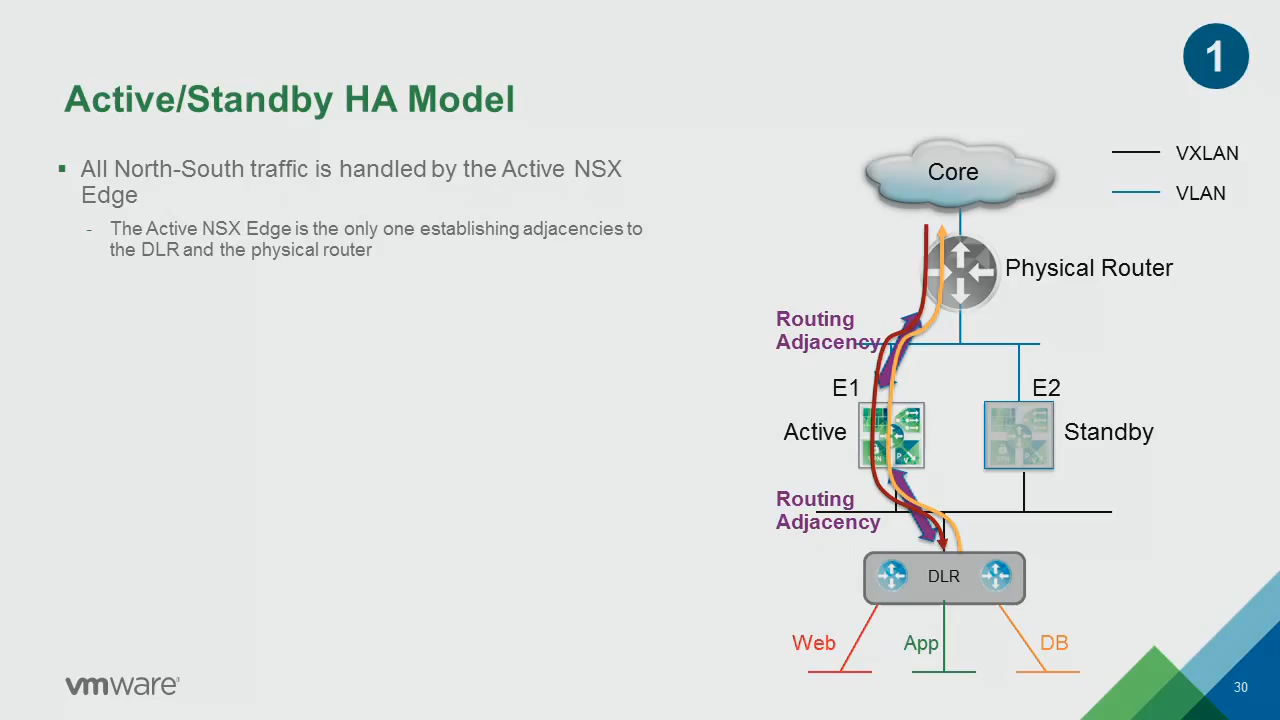 1
Active/Standby HA Model
▪ All North-South traffic is handled by the Active NSX
Edge
- The Active NSX Edge is the only one establishing adjacencies to
the DLR and the physical router
Core
VXLAN
VLAN
Physical Router
Routing
Adjacency
E1
E2
Active
Standby
Routing
Adjacency
DLR
Web
App
DB
vmware
30